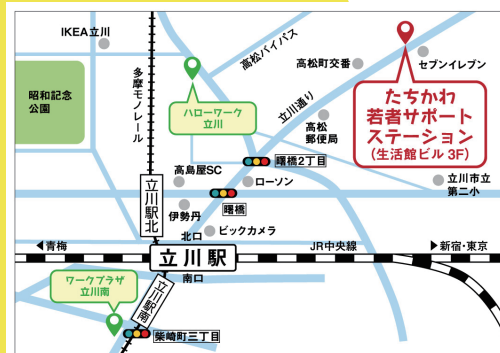 IKEA立川
高松バイパス
高松町交番
セブンイレブン
昭和記念
公園
多摩モノレール
ハローワーク
立川
立川通り
たちかわ
若者サポート
ステーション
(生活館ビル3F)
高松
郵便局
曙橋2丁目
高島屋SC
ローソン
立川市立
第二小
立川駅北
伊勢丹
曙橋
北口
ビックカメラ
◀青梅
JR中央線
▶新宿・東京
立川駅
南口
ワークプラザ
立川南
立川駅南
柴崎町三丁目